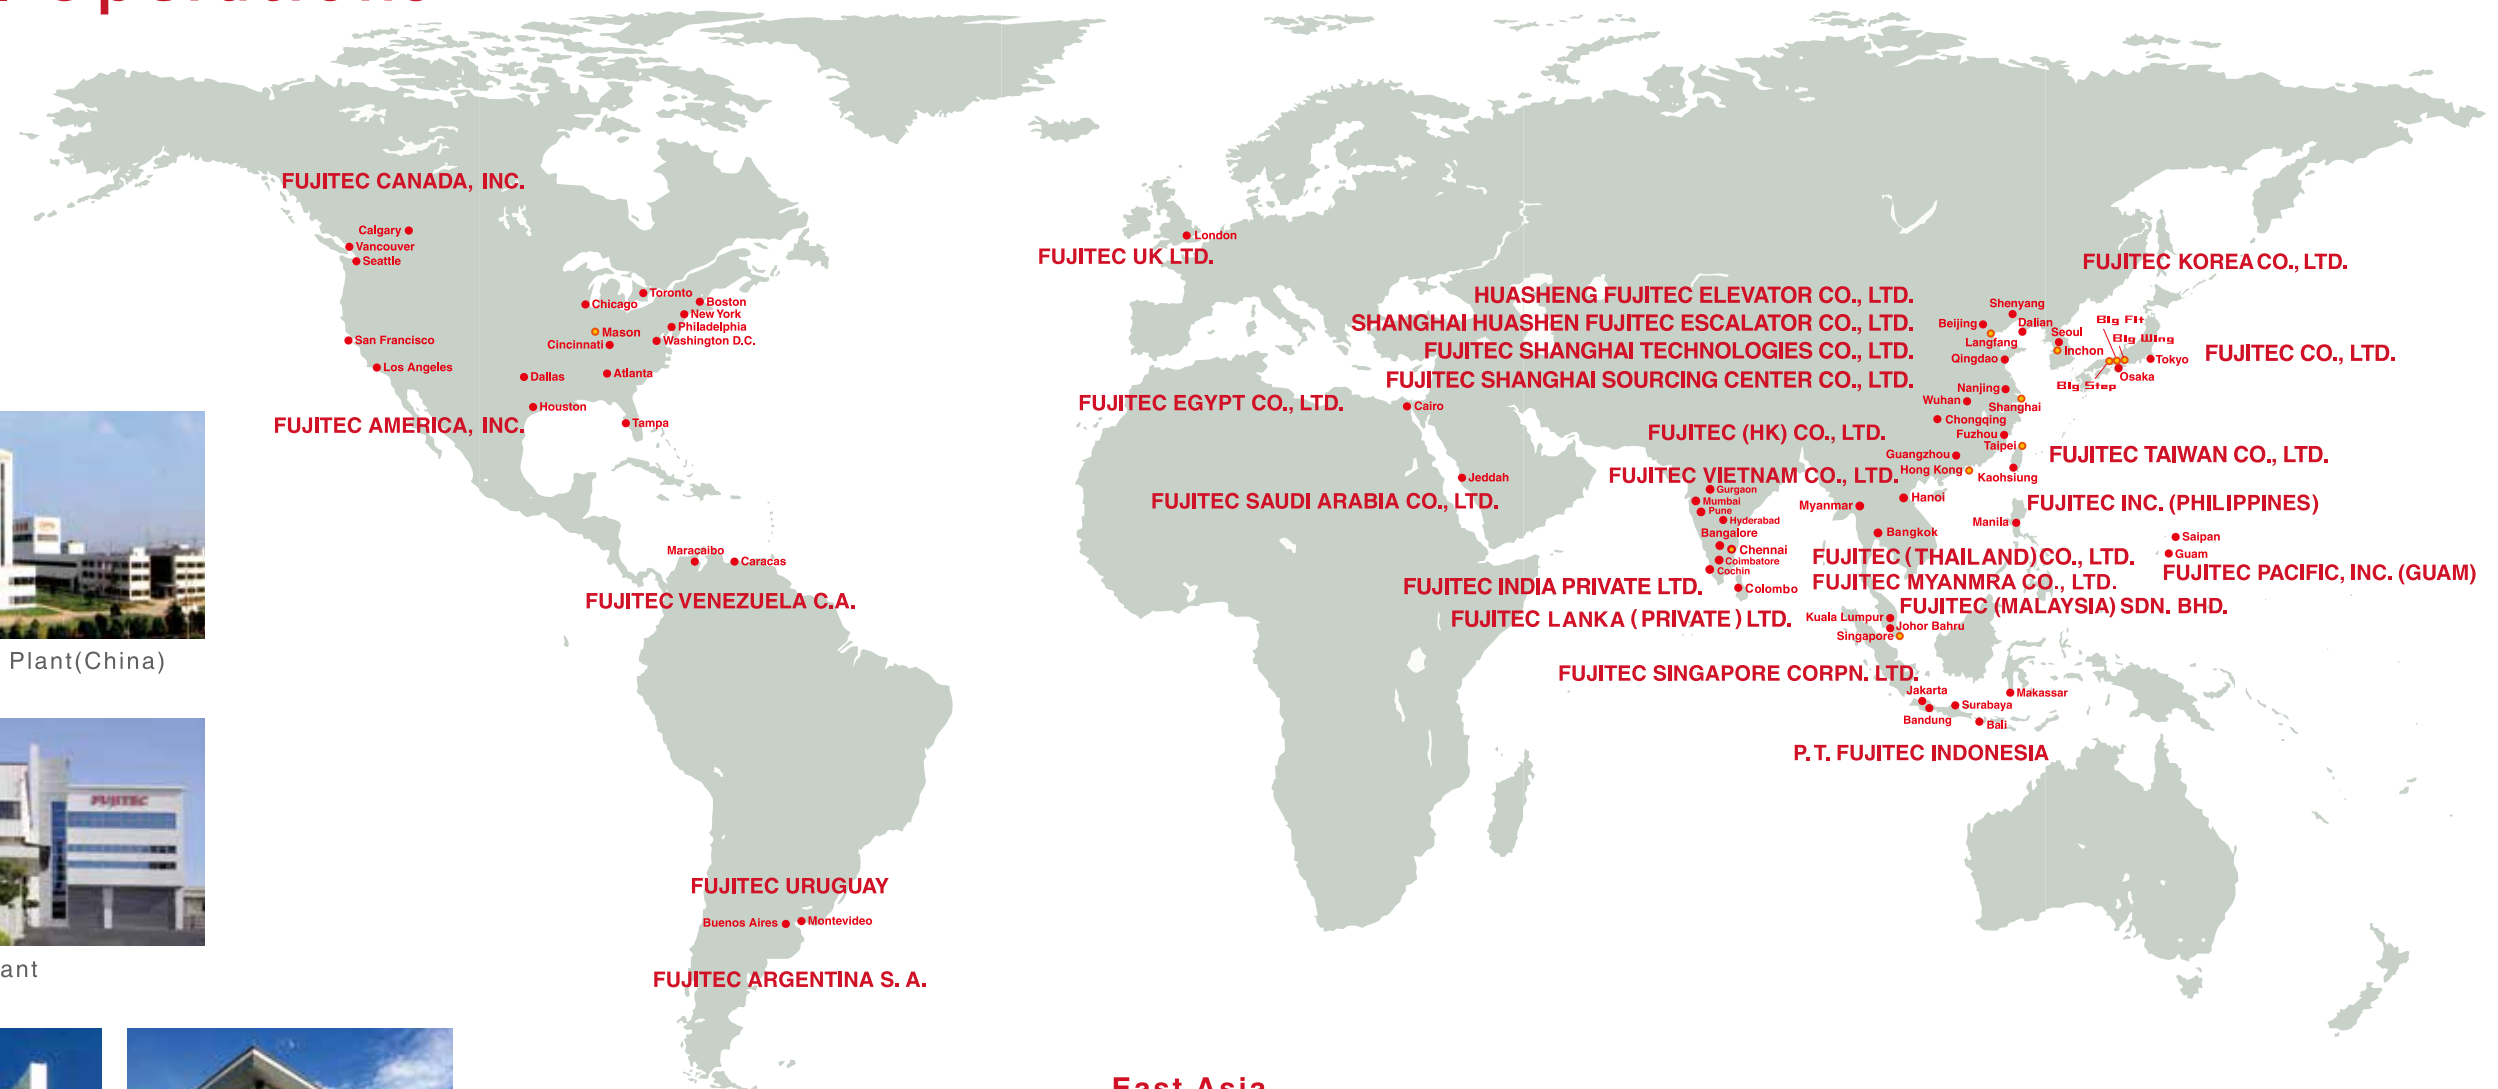 Operations
FUJITEC CANADA, INC.
Calgary
Vancouver
Seattle
Toronto
Chicago
Boston
New York
Philadelphia
Mason
Washington D.C.
Cincinnati
San Francisco
Los Angeles
Dallas
Atlanta
Houston
Tampa
FUJITEC AMERICA, INC.
Maracaibo
Caracas
FUJITEC VENEZUELA C.A.
FUJITEC URUGUAY
Buenos Aires
Montevideo
FUJITEC ARGENTINA S. A.
London
FUJITEC UK LTD.
FUJITEC EGYPT CO., LTD.
Cairo
Jeddah
FUJITEC SAUDI ARABIA CO., LTD.
HUASHENG FUJITEC ELEVATOR CO., LTD.
SHANGHAI HUASHEN FUJITEC ESCALATOR CO., LTD.
FUJITEC SHANGHAI TECHNOLOGIES CO., LTD.
FUJITEC SHANGHAI SOURCING CENTER CO., LTD.
FUJITEC (HK) CO., LTD.
FUJITEC VIETNAM CO., LTD.
Gurgaon
Mumbai
Pune
Hyderabad
Bangalore
Chennai
Coimbatore
Cochin
Colombo
FUJITEC INDIA PRIVATE LTD.
FUJITEC LANKA (PRIVATE) LTD.
FUJITEC KOREA CO., LTD.
Shenyang
Beijing
Dalian
Langfang
Seoul
Inchon
Qingdao
Big Fit
Big Wing
Big Step
Tokyo
Osaka
FUJITEC CO., LTD.
Nanjing
Wuhan
Shanghai
Chongqing
Fuzhou
Taipei
Guangzhou
Hong Kong
Kaohsiung
FUJITEC TAIWAN CO., LTD.
Hanoi
Myanmar
Bangkok
FUJITEC INC. (PHILIPPINES)
Manila
Saipan
Guam
FUJITEC PACIFIC, INC. (GUAM)
FUJITEC (THAILAND) CO., LTD.
FUJITEC MYANMRA CO., LTD.
FUJITEC (MALAYSIA) SDN. BHD.
Kuala Lumpur
Johor Bahru
Singapore
FUJITEC SINGAPORE CORPN. LTD.
Jakarta
Makassar
Surabaya
Bandung
Bali
P. T. FUJITEC INDONESIA
Plant(China)
FUJITEC
ant
East Asia